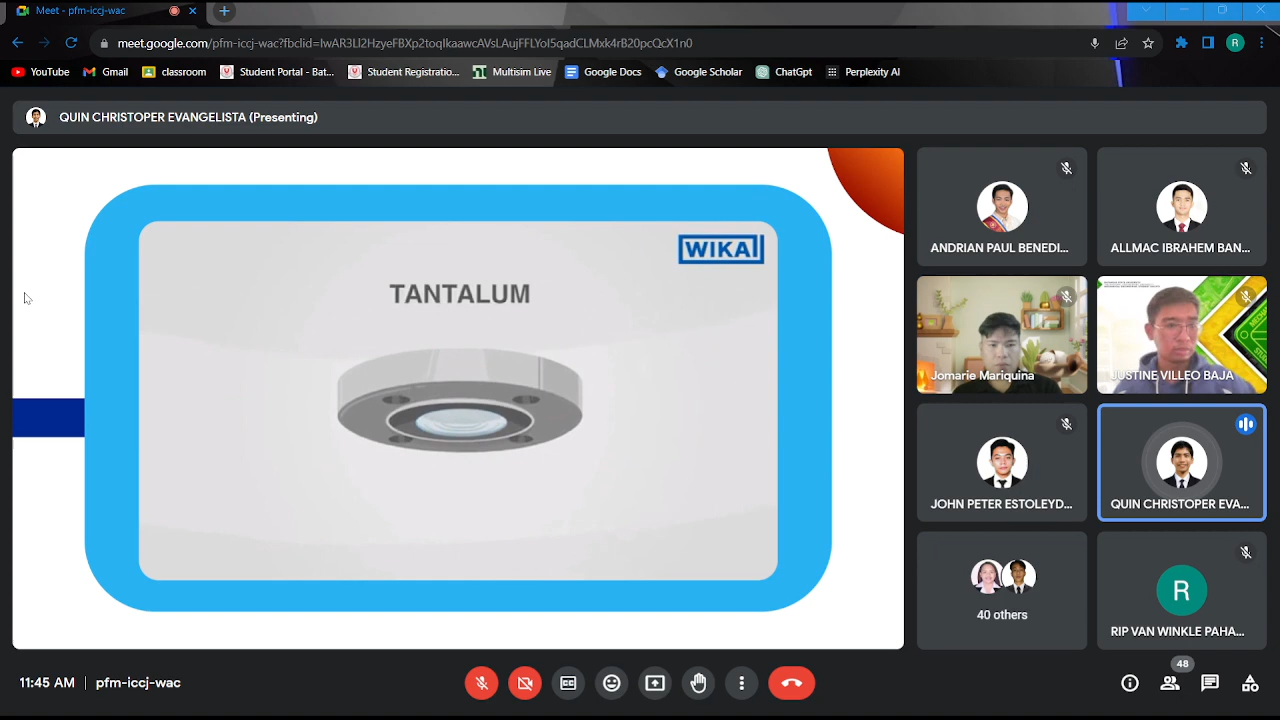 Meet - pfm-iccj-wac
meet.google.com/pfm-iccj-wac?fbclid=IwAR3Ll2HzyeFBXp2toqIkaawcAVsLAujFFLYoI5qadCLMxk4rB20pcQcX1n0
R
YouTube
Gmail
classroom
Student Portal - Bat...
Student Registratio...
Multisim Live
Google Docs
Google Scholar
ChatGpt
Perplexity AI
QUIN CHRISTOPER EVANGELISTA (Presenting)
WIKAI
TANTALUM
ANDRIAN PAUL BENEDI...
ALLMAC IBRAHEM BAN...
Jomarie Mariquina
JUSTINE VILLEO BAJA
JOHN PETER ESTOLEYD...
QUIN CHRISTOPER EVA...
40 others
R
RIP VAN WINKLE PAHA...
11:45 AM | pfm-iccj-wac
48